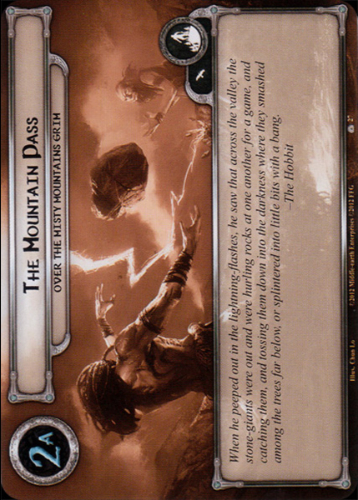 2A
THE MOUNTAIN PASS
OVER THE MISTY MOUNTAINS GRIM
When he peeped out in the lightning-flashes, he saw that across the valley the
stone-giants were out and were hurling rocks at one another for a game, and
catching them, and tossing them down into the darkness where they smashed
among the trees far below, or splintered into little bits with a bang.
–The Hobbit
Illus. Chun Lo ©2012 Middle-earth Enterprises ©2012 FFG